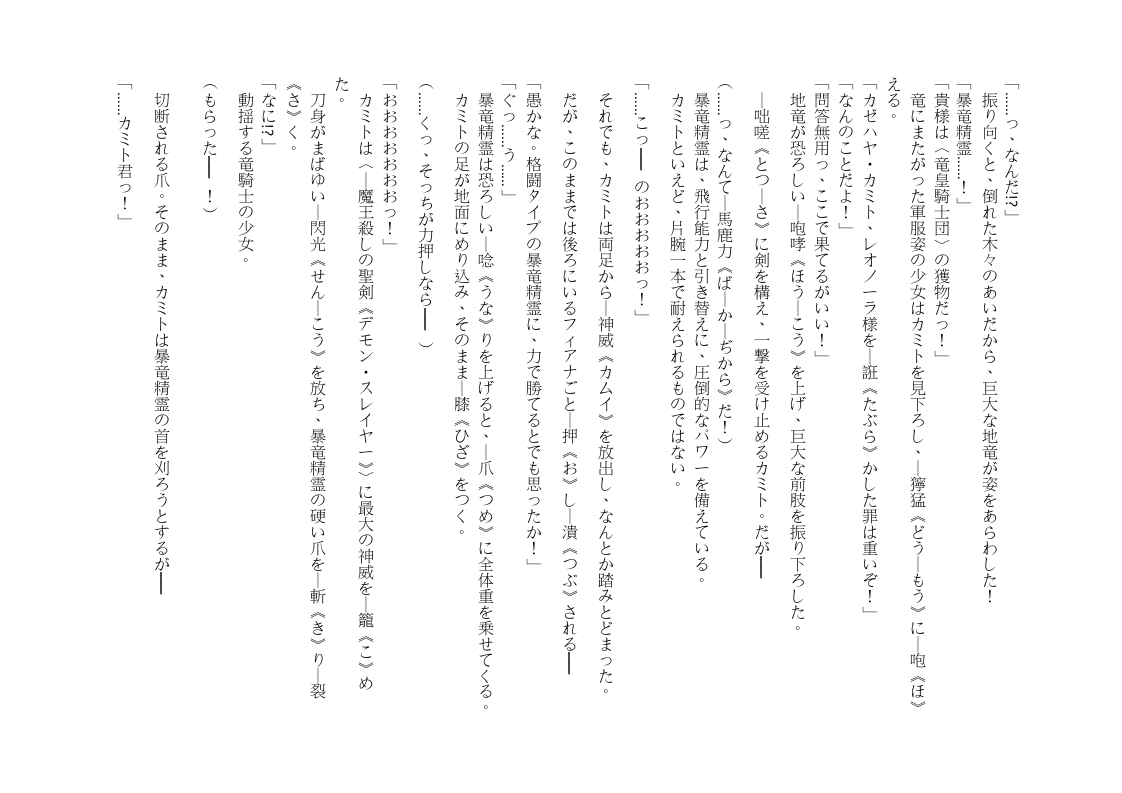 「……っ、なんだ!?」
振り向くと、倒れた木々のあいだから、巨大な地竜が姿をあらわした！
「暴竜精霊……！」
「貴様は〈竜皇騎士団〉の獲物だっ！」
竜にまたがった軍服姿の少女はカミトを見下ろし、―獰猛《どう―もう》に―咆《ほ》
える。
「カゼハヤ・カミト、レオノーラ様を―誑《たぶら》かした罪は重いぞ！」
「なんのことだよ！」
「問答無用っ、ここで果てるがいい！」
地竜が恐ろしい―咆哮《ほう―こう》を上げ、巨大な前肢を振り下ろした。
―咄嗟《とつ―さ》に剣を構え、一撃を受け止めるカミト。だが――
（……っ、なんて―馬鹿力《ば―か―ぢから》だ！）
暴竜精霊は、飛行能力と引き替えに、圧倒的なパワーを備えている。
カミトといえど、片腕一本で耐えられるものではない。
「……こっ―― のおおおおおっ！」
それでも、カミトは両足から―神威《カムイ》を放出し、なんとか踏みとどまった。
だが、このままでは後ろにいるフィアナごと―押《お》し―潰《つぶ》される――
「愚かな。格闘タイプの暴竜精霊に、力で勝てるとでも思ったか！」
「ぐっ……う……」
暴竜精霊は恐ろしい―唸《うな》りを上げると、―爪《つめ》に全体重を乗せてくる。
カミトの足が地面にめり込み、そのまま―膝《ひざ》をつく。
（……くっ、そっちが力押しなら―― ）
「おおおおおおおおっ！」
カミトは〈―魔王殺しの聖剣《デモン・スレイヤー》〉に最大の神威を―籠《こ》め
た。
刀身がまばゆい―閃光《せん―こう》を放ち、暴竜精霊の硬い爪を―斬《き》り―裂
《さ》く。
「なに!?」
動揺する竜騎士の少女。
（もらった―― ！）
切断される爪。そのまま、カミトは暴竜精霊の首を刈ろうとするが――
「……カミト君っ！」